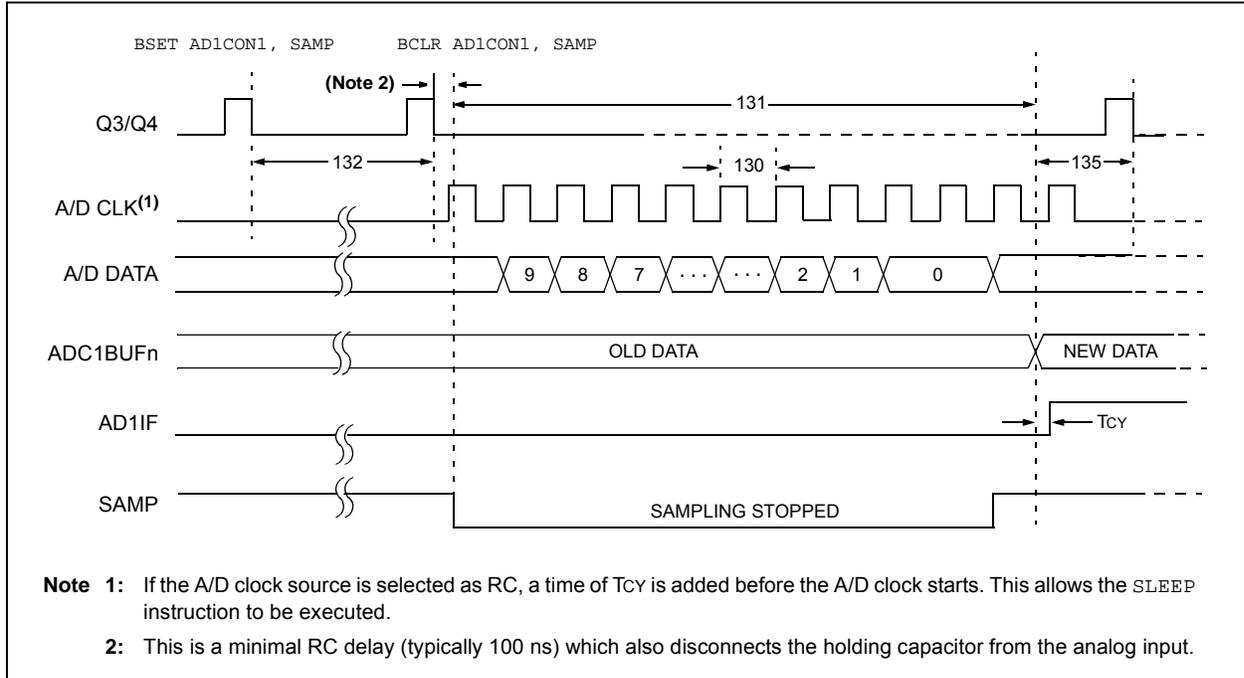 BSET AD1CON1, SAMP
BCLR AD1CON1, SAMP
(Note 2)
131
Q3/Q4
132
130
135
A/D CLK(1)
A/D DATA
9 8 7 ... ... 2 1 0
ADC1BUFn
OLD DATA
NEW DATA
AD1IF
TCY
SAMP
SAMPLING STOPPED
Note 1: If the A/D clock source is selected as RC, a time of TCY is added before the A/D clock starts. This allows the SLEEP
instruction to be executed.
2: This is a minimal RC delay (typically 100 ns) which also disconnects the holding capacitor from the analog input.